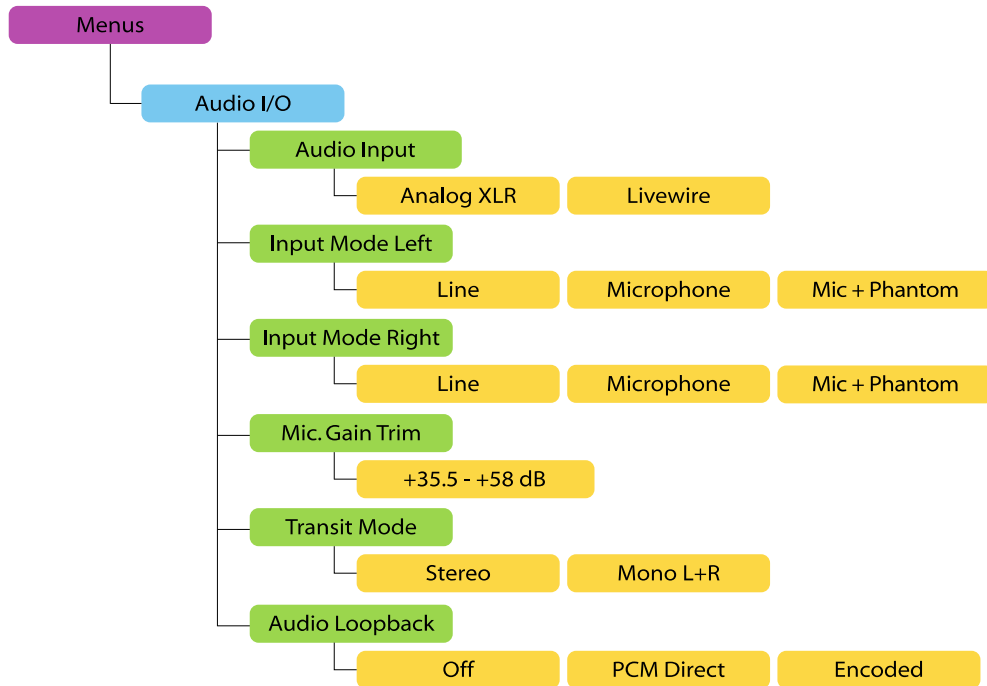 Menus
Audio I/O
Audio Input
Analog XLR Livewire
Input Mode Left
Line Microphone Mic + Phantom
Input Mode Right
Line Microphone Mic + Phantom
Mic. Gain Trim
+35.5 - +58 dB
Transit Mode
Stereo Mono L+R
Audio Loopback
Off PCM Direct Encoded